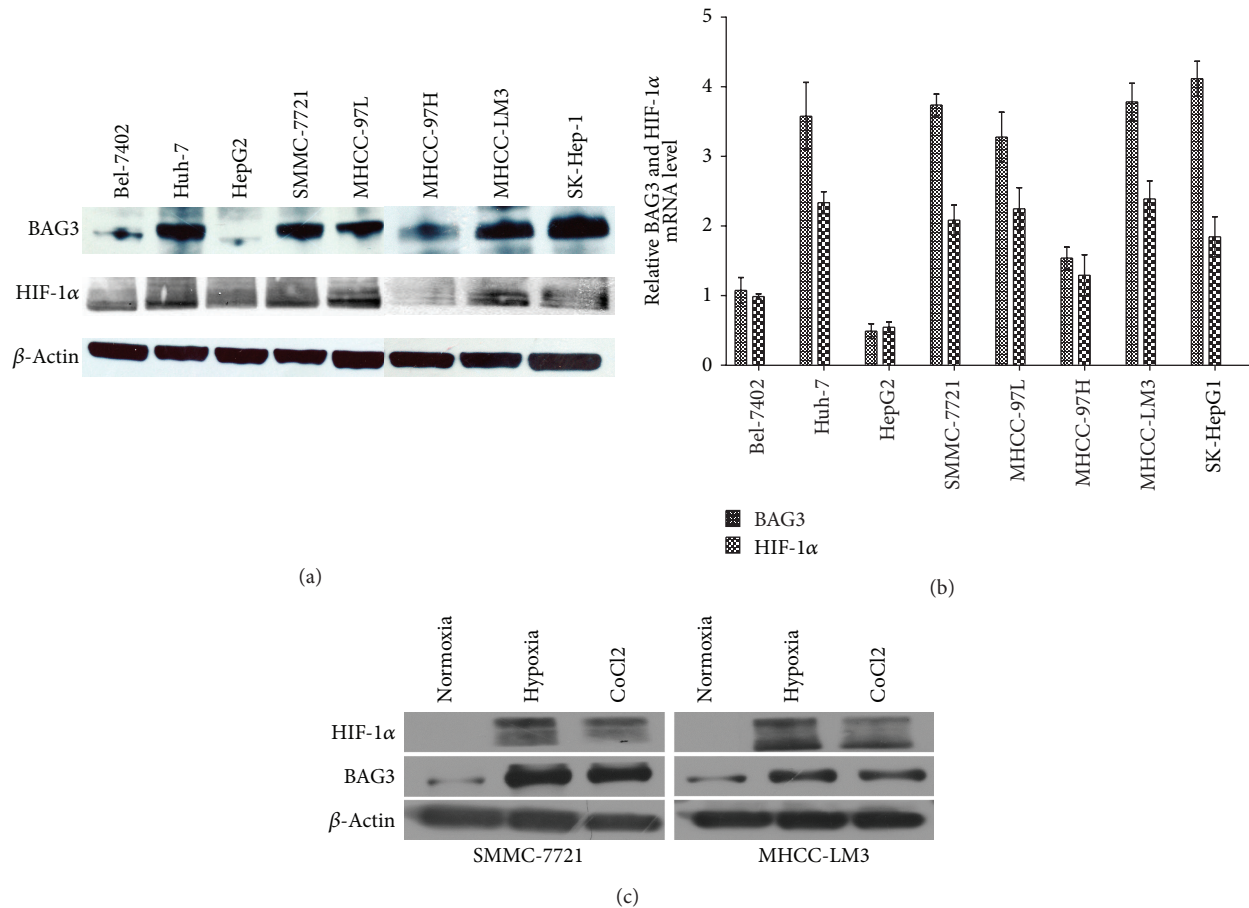 Bel-7402
Huh-7
HepG2
SMMC-7721
MHCC-97L
MHCC-97H
MHCC-LM3
SK-Hep-1
BAG3
HIF-1α
β-Actin
(a)
Relative BAG3 and HIF-1α
mRNA level
5
4
3
2
1
0
Bel-7402
Huh-7
HepG2
SMMC-7721
MHCC-97L
MHCC-97H
MHCC-LM3
SK-HepG1
BAG3
HIF-1α
(b)
Normoxia
Hypoxia
CoCl2
Normoxia
Hypoxia
CoCl2
HIF-1α
BAG3
β-Actin
SMMC-7721
MHCC-LM3
(c)